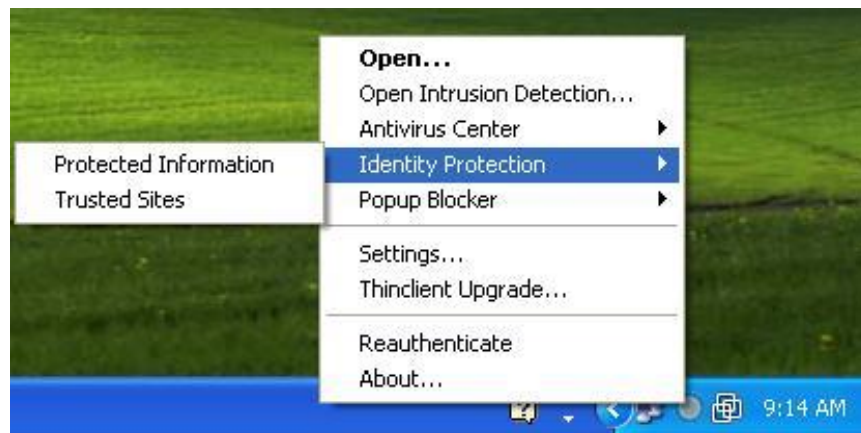 Open...
Open Intrusion Detection...
Antivirus Center
Protected Information
Identity Protection
Trusted Sites
Popup Blocker
Settings...
Thinclient Upgrade...
Reauthenticate
About...
9:14 AM